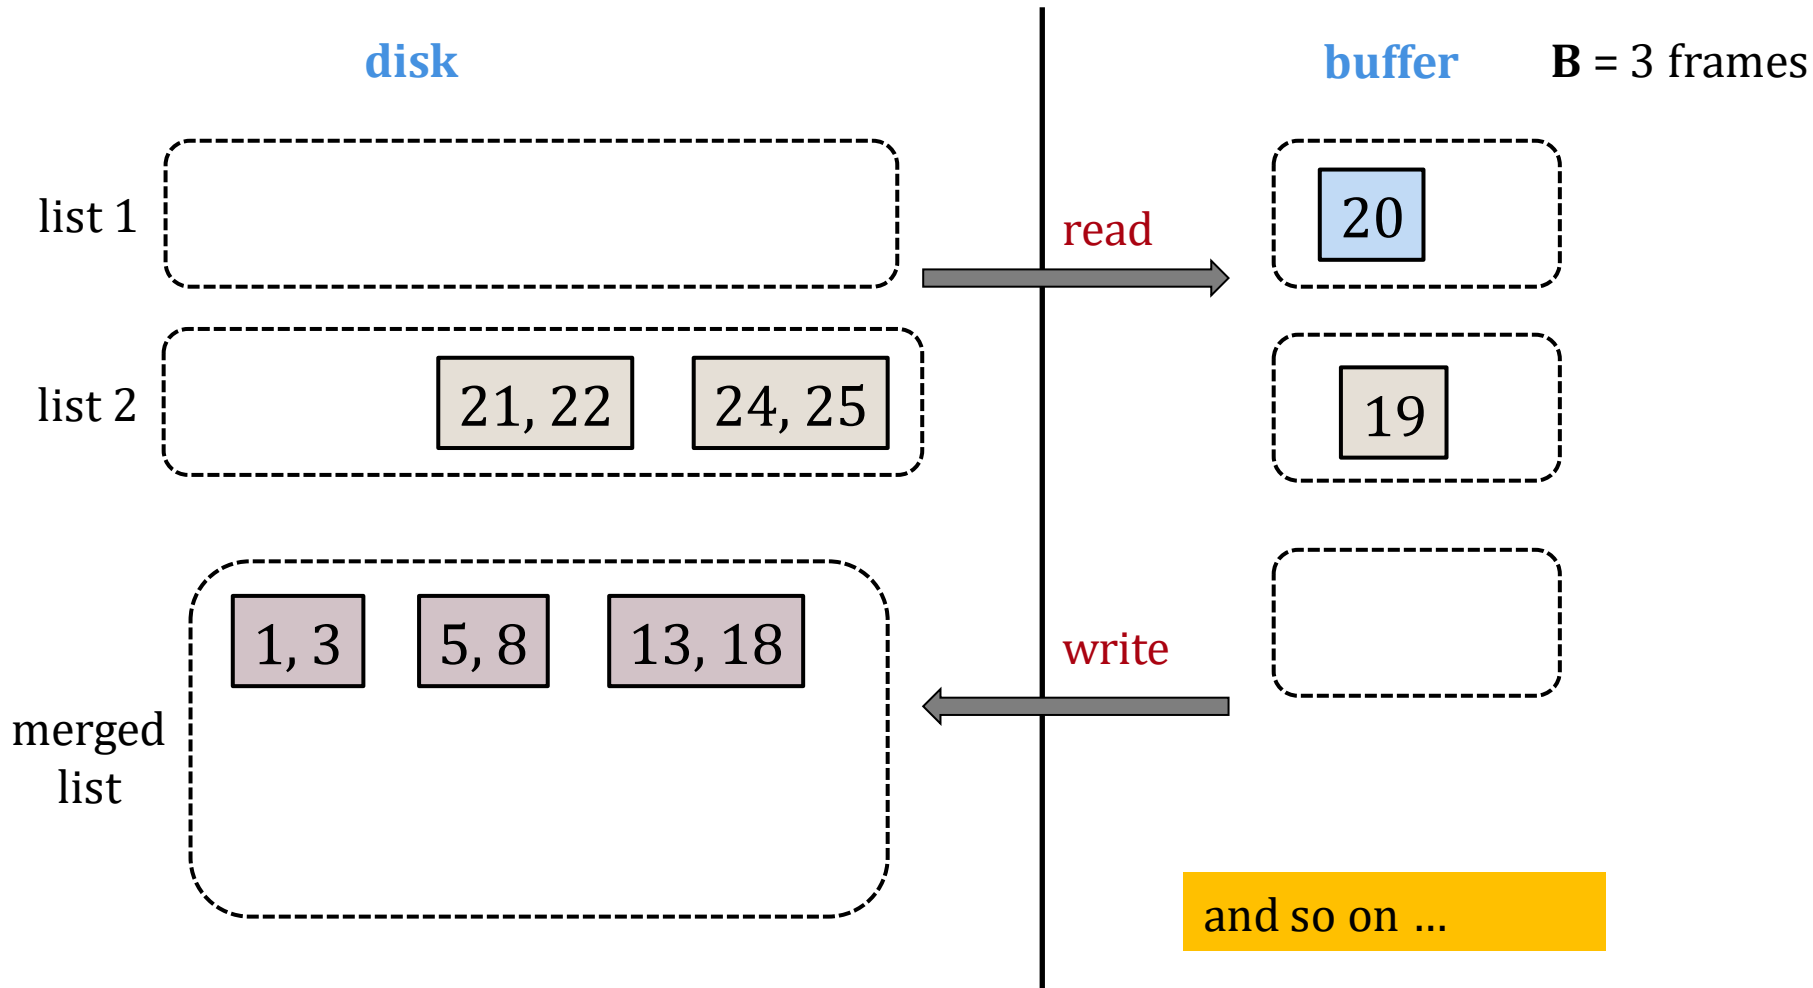 disk
buffer
B = 3 frames
list 1
read
20
list 2
21, 22
24, 25
19
1, 3
5, 8
13, 18
write
merged
list
and so on ...